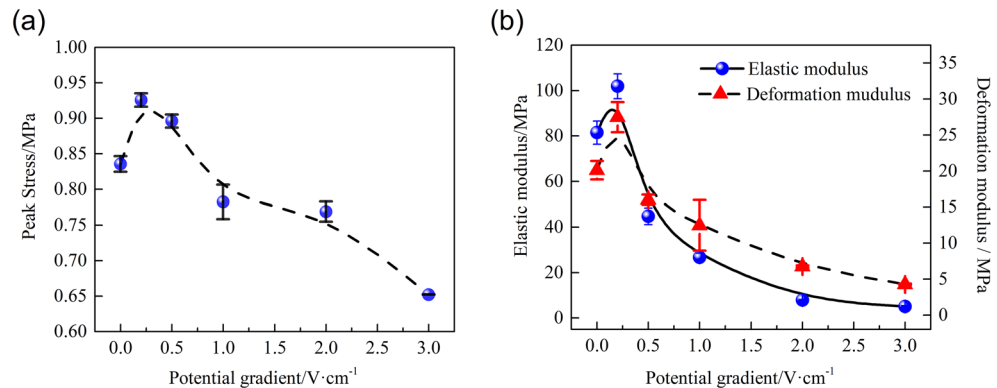 (a)
1.00
0.95
0.90
0.85
0.80
0.75
0.70
0.65
0.60
Peak Stress/MPa
0.0 0.5 1.0 1.5 2.0 2.5 3.0
Potential gradient/V·cm⁻¹
(b)
120
100
80
60
40
20
0
Elastic modulus/MPa
Elastic modulus
Deformation mudulus
35
30
25
20
15
10
5
0
Deformation modulus / MPa
0.0 0.5 1.0 1.5 2.0 2.5 3.0
Potential gradient/V·cm⁻¹